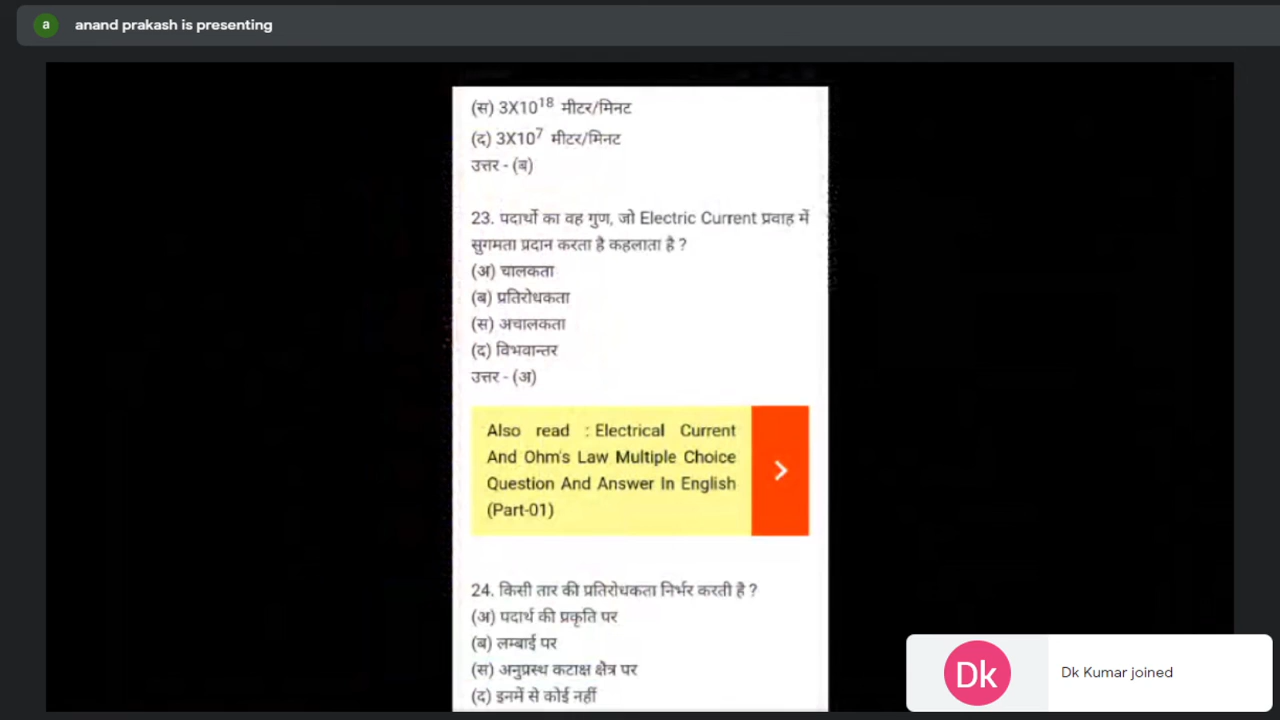 a anand prakash is presenting
(स) 3X10¹⁸ मीटर/मिनट
(द) 3X10⁷ मीटर/मिनट
उत्तर - (ब)
23. पदार्थो का वह गुण, जो Electric Current प्रवाह में
सुगमता प्रदान करता है कहलाता है ?
(अ) चालकता
(ब) प्रतिरोधकता
(स) अचालकता
(द) विभवान्तर
उत्तर - (अ)
Also read : Electrical Current
And Ohm's Law Multiple Choice
Question And Answer In English
(Part-01)
24. किसी तार की प्रतिरोधकता निर्भर करती है ?
(अ) पदार्थ की प्रकृति पर
(ब) लम्बाई पर
(स) अनुप्रस्थ कटाक्ष क्षैत्र पर
(द) इनमें से कोई नहीं
Dk Dk Kumar joined